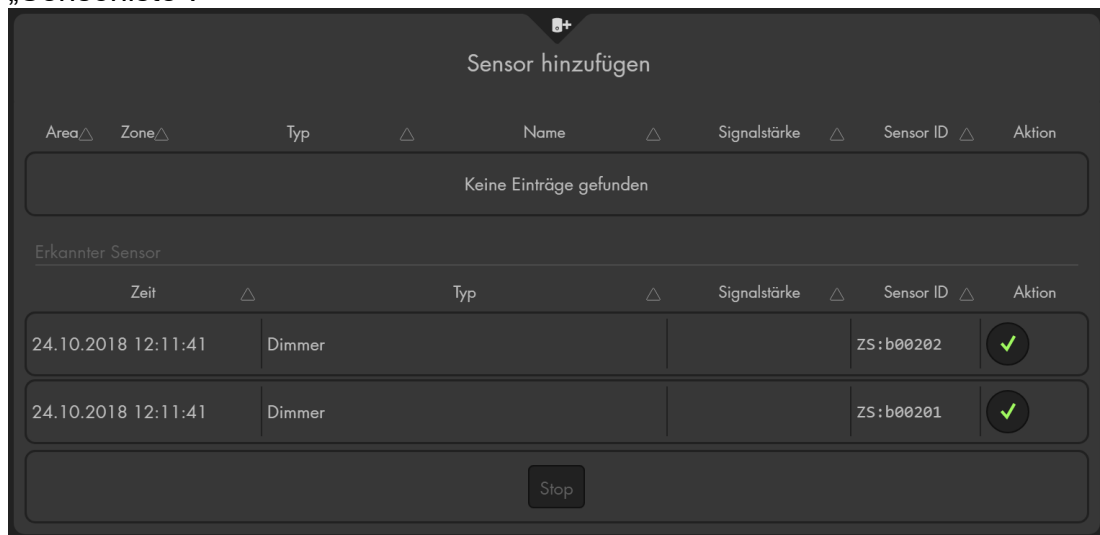 Sensor hinzufügen
Area Zone Typ Name Signalstärke Sensor ID Aktion
Keine Einträge gefunden
Erkannter Sensor
Zeit Typ Signalstärke Sensor ID Aktion
24.10.2018 12:11:41 Dimmer ZS:b00202
24.10.2018 12:11:41 Dimmer ZS:b00201
Stop